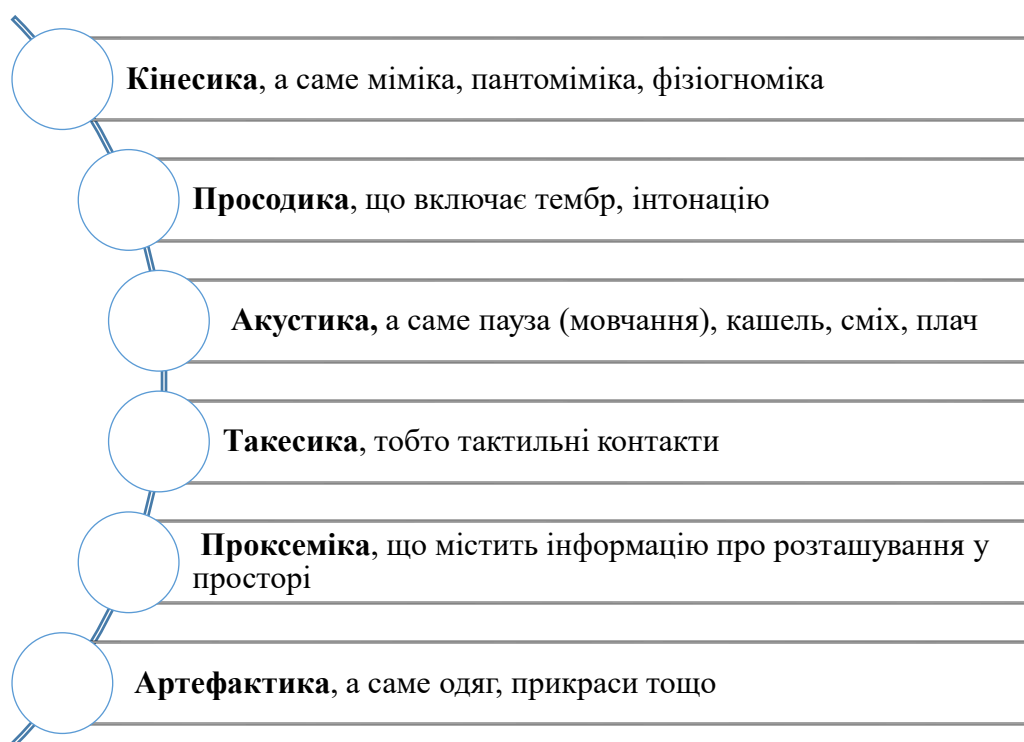 Кінесика, а саме міміка, пантоміміка, фізіогноміка
Просодика, що включає тембр, інтонацію
Акустика, а саме пауза (мовчання), кашель, сміх, плач
Такесика, тобто тактильні контакти
Проксеміка, що містить інформацію про розташування у
просторі
Артефактика, а саме одяг, прикраси тощо